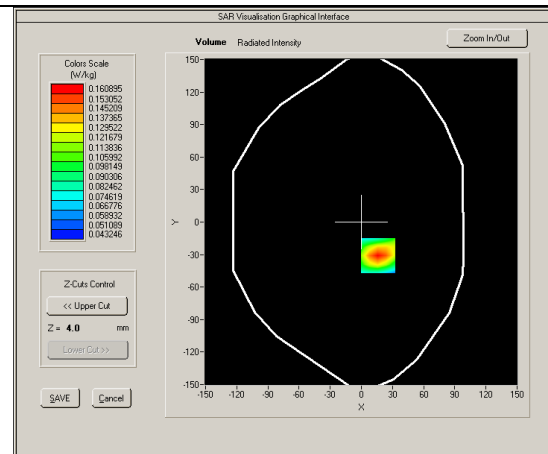 SAR Visualisation Graphical Interface
Volume Radiated Intensity
Zoom In/Out
Colors Scale
(W/kg)
0.160895
0.153052
0.145209
0.137365
0.129522
0.121679
0.113836
0.105992
0.098149
0.090306
0.082462
0.074619
0.066776
0.058932
0.051089
0.043246
Z-Cuts Control
<< Upper Cut
Z = 4.0 mm
Lower Cut >>
SAVE Cancel
150
120
90
60
30
0
-30
-60
-90
-120
-150
Y
-150 -120 -90 -60 -30 0 30 60 90 120 150
X